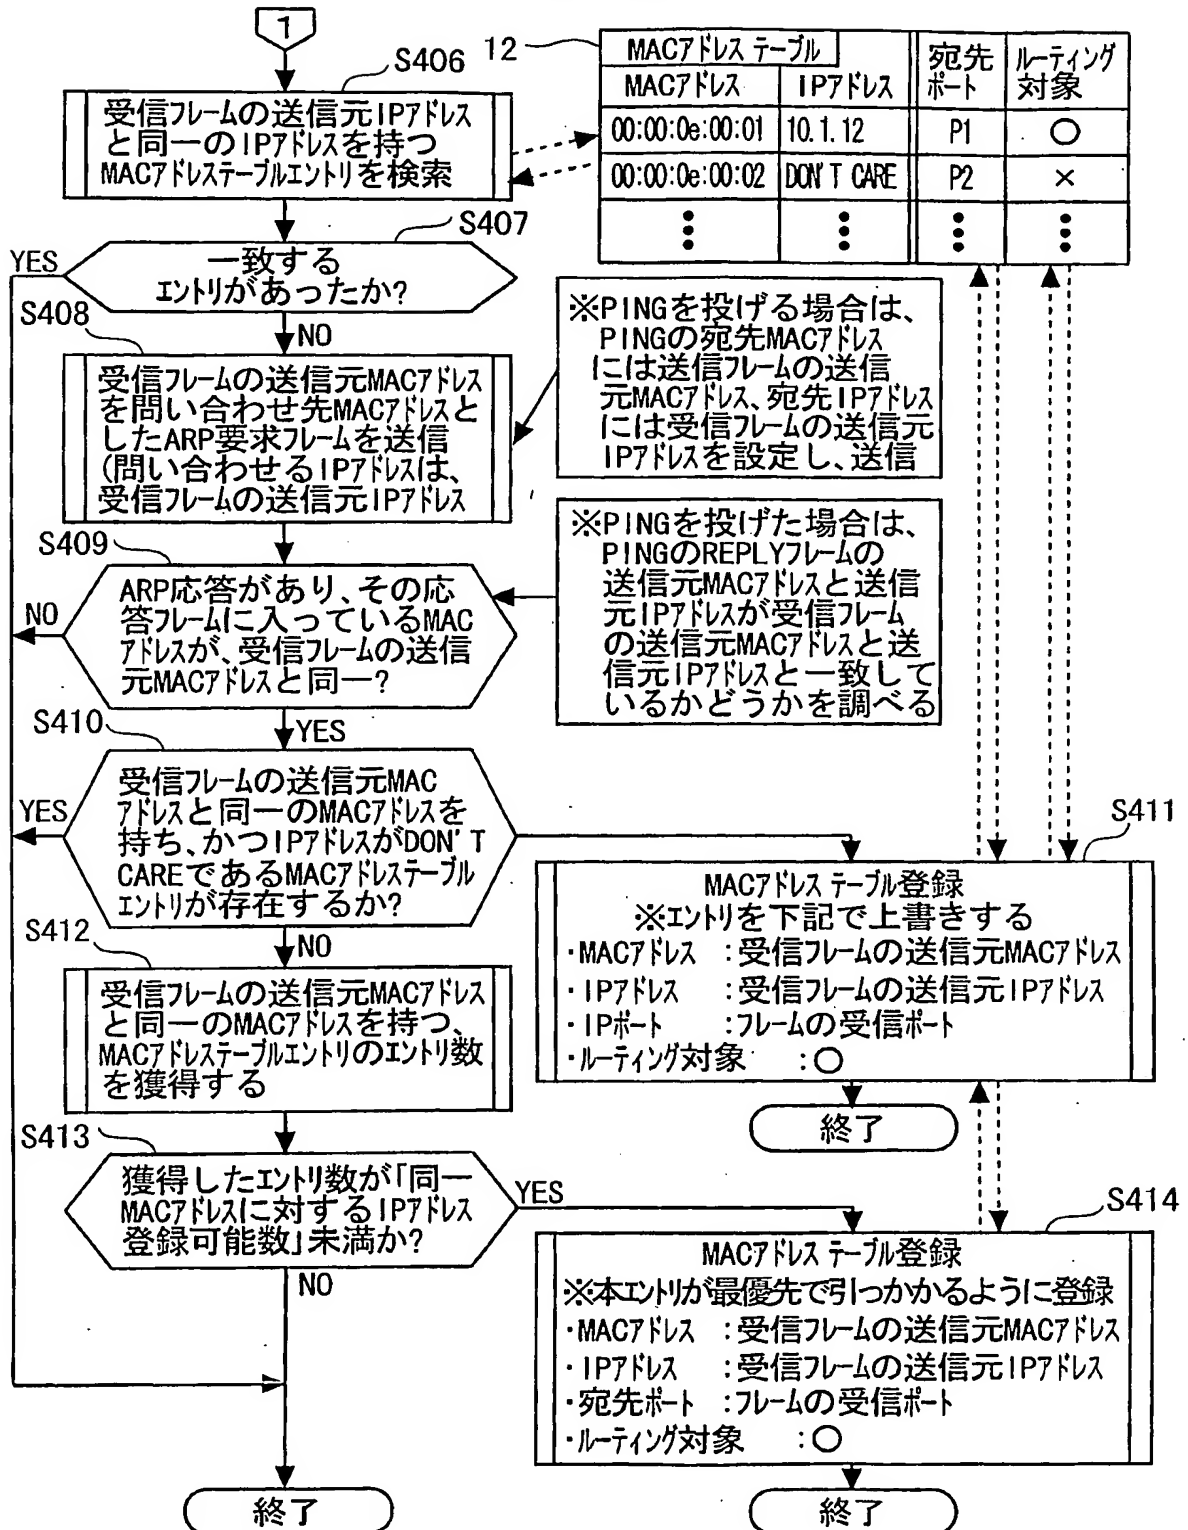 1
S406
受信フレームの送信元IPアドレス
と同一のIPアドレスを持つ
MACアドレステーブルエントリを検索
12
MACアドレス テーブル
MACアドレス
IPアドレス
宛先
ポート
ルーティング
対象
00:00:0e:00:01
10.1.12
P1
○
00:00:0e:00:02
DON'T CARE
P2
×
S407
一致する
エントリがあったか?
YES
NO
S408
受信フレームの送信元MACアドレス
を問い合わせ先MACアドレスと
したARP要求フレームを送信
(問い合わせるIPアドレスは、
受信フレームの送信元IPアドレス
※PINGを投げる場合は、
PINGの宛先MACアドレス
には送信フレームの送信
元MACアドレス、宛先IPアドレス
には受信フレームの送信元
IPアドレスを設定し、送信
S409
ARP応答があり、その応
答フレームに入っているMAC
アドレスが、受信フレームの送信
元MACアドレスと同一?
NO
YES
※PINGを投げた場合は、
PINGのREPLYフレームの
送信元MACアドレスと送信
元IPアドレスが受信フレーム
の送信元MACアドレスと送
信元IPアドレスと一致して
いるかどうかを調べる
S410
受信フレームの送信元MAC
アドレスと同一のMACアドレスを
持ち、かつIPアドレスがDON'T
CAREであるMACアドレステーブル
エントリが存在するか?
YES
NO
S411
MACアドレス テーブル登録
※エントリを下記で上書きする
・MACアドレス :受信フレームの送信元MACアドレス
・IPアドレス :受信フレームの送信元IPアドレス
・IPポート :フレームの受信ポート
・ルーティング対象 :○
終了
S412
受信フレームの送信元MACアドレス
と同一のMACアドレスを持つ、
MACアドレステーブルエントリのエントリ数
を獲得する
S413
獲得したエントリ数が「同一
MACアドレスに対するIPアドレス
登録可能数」未満か?
YES
NO
S414
MACアドレス テーブル登録
※本エントリが最優先で引っかかるように登録
・MACアドレス :受信フレームの送信元MACアドレス
・IPアドレス :受信フレームの送信元IPアドレス
・宛先ポート :フレームの受信ポート
・ルーティング対象 :○
終了
終了